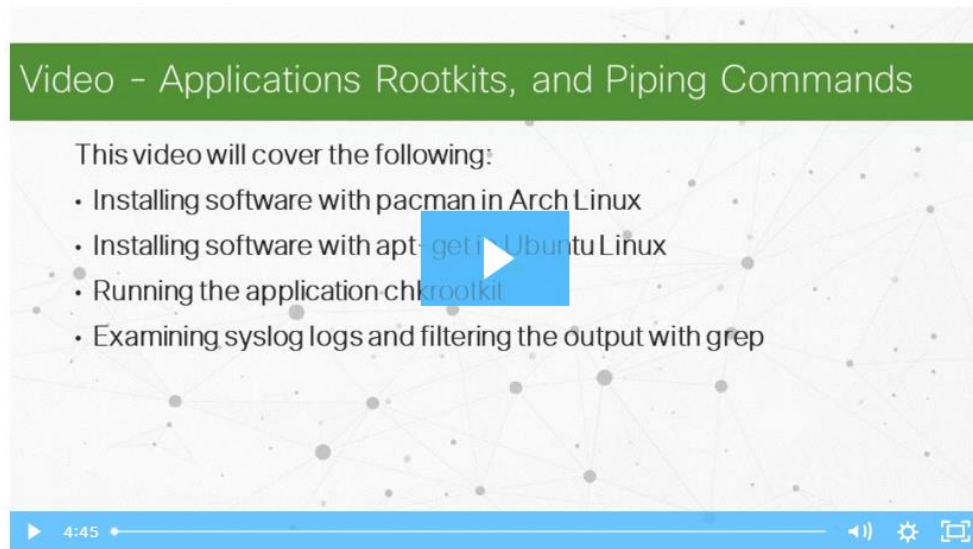 Video - Applications Rootkits, and Piping Commands
This video will cover the following:
• Installing software with pacman in Arch Linux
• Installing software with apt- get in Ubuntu Linux
• Running the application chkrootkit
• Examining syslog logs and filtering the output with grep
4:45